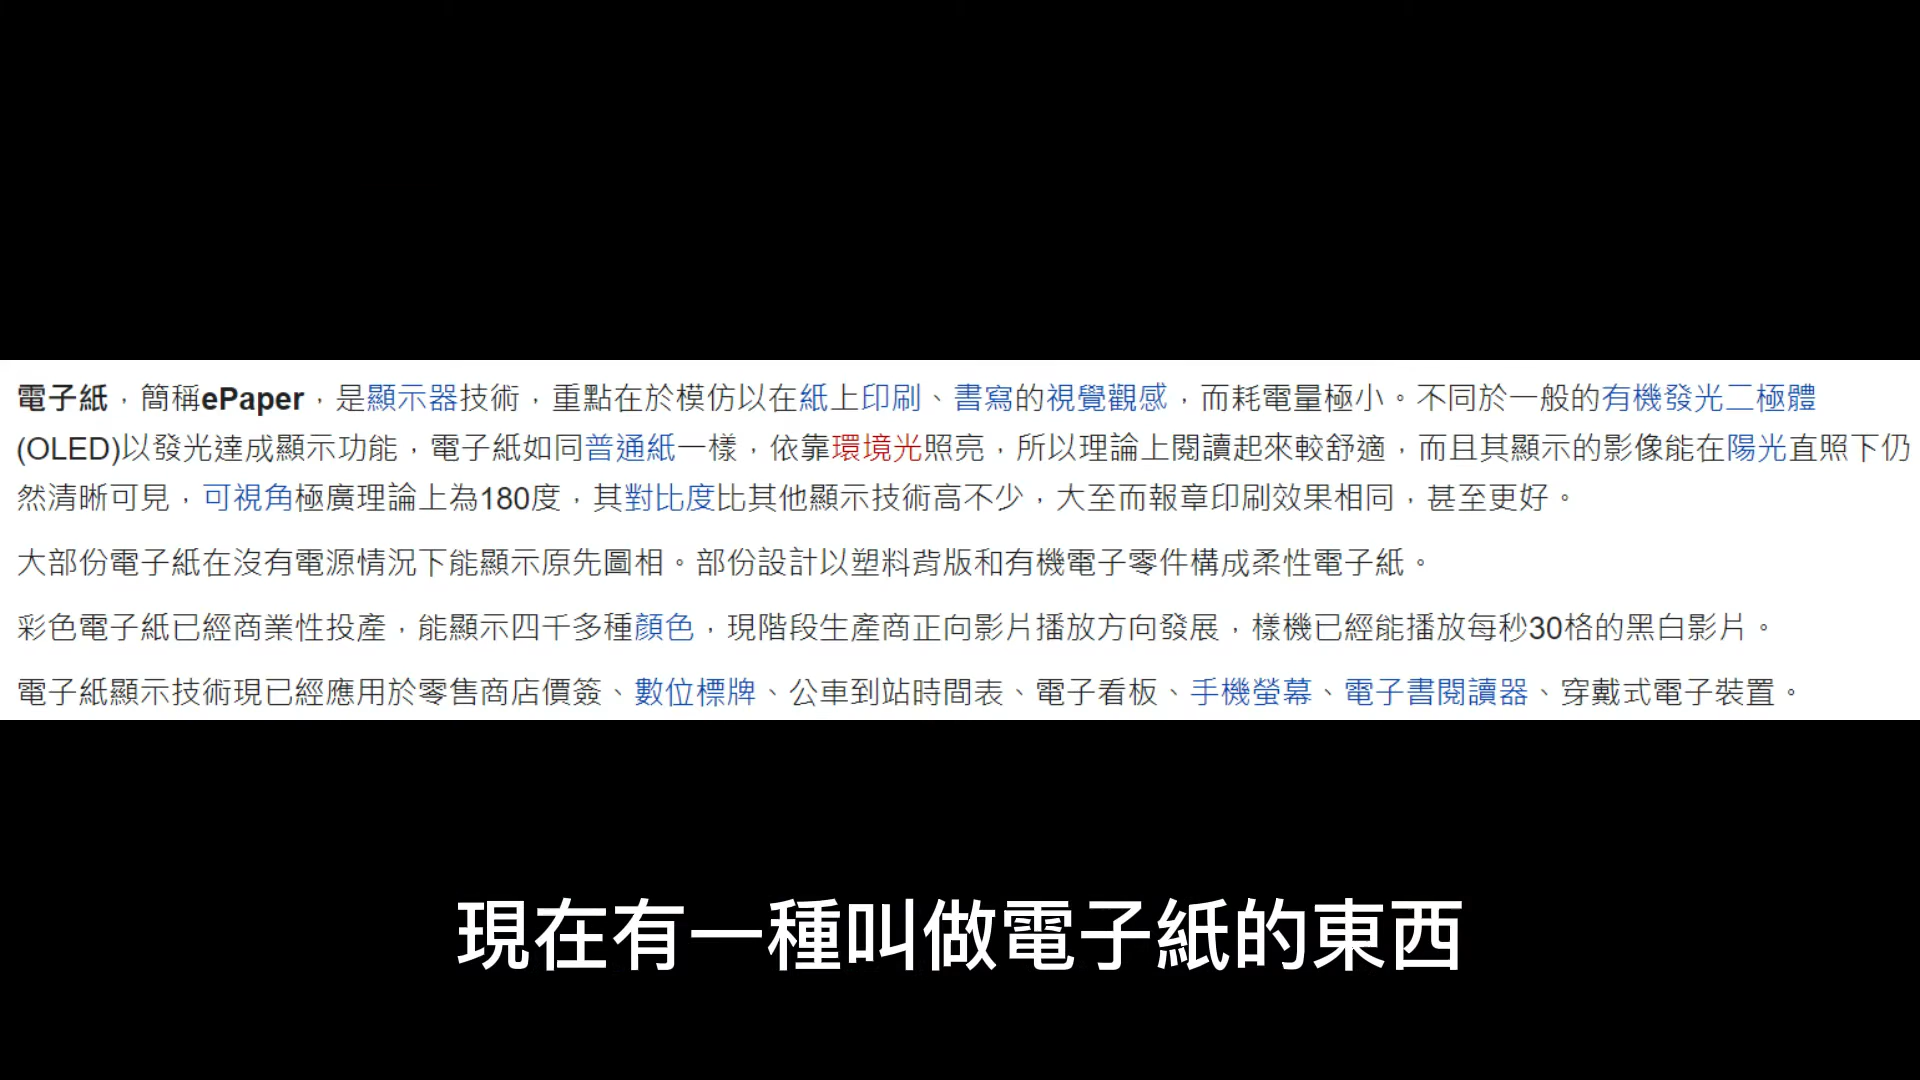 電子紙，簡稱ePaper，是顯示器技術，重點在於模仿以在紙上印刷、書寫的視覺觀感，而耗電量極小。不同於一般的有機發光二極體
(OLED)以發光達成顯示功能，電子紙如同普通紙一樣，依靠環境光照亮，所以理論上閱讀起來較舒適，而且其顯示的影像能在陽光直照下仍
然清晰可見，可視角極廣理論上為180度，其對比度比其他顯示技術高不少，大至而報章印刷效果相同，甚至更好。
大部份電子紙在沒有電源情況下能顯示原先圖相。部份設計以塑料背版和有機電子零件構成柔性電子紙。
彩色電子紙已經商業性投產，能顯示四千多種顏色，現階段生產商正向影片播放方向發展，樣機已經能播放每秒30格的黑白影片。
電子紙顯示技術現已經應用於零售商店價簽、數位標牌、公車到站時間表、電子看板、手機螢幕、電子書閱讀器、穿戴式電子裝置。
現在有一種叫做電子紙的東西